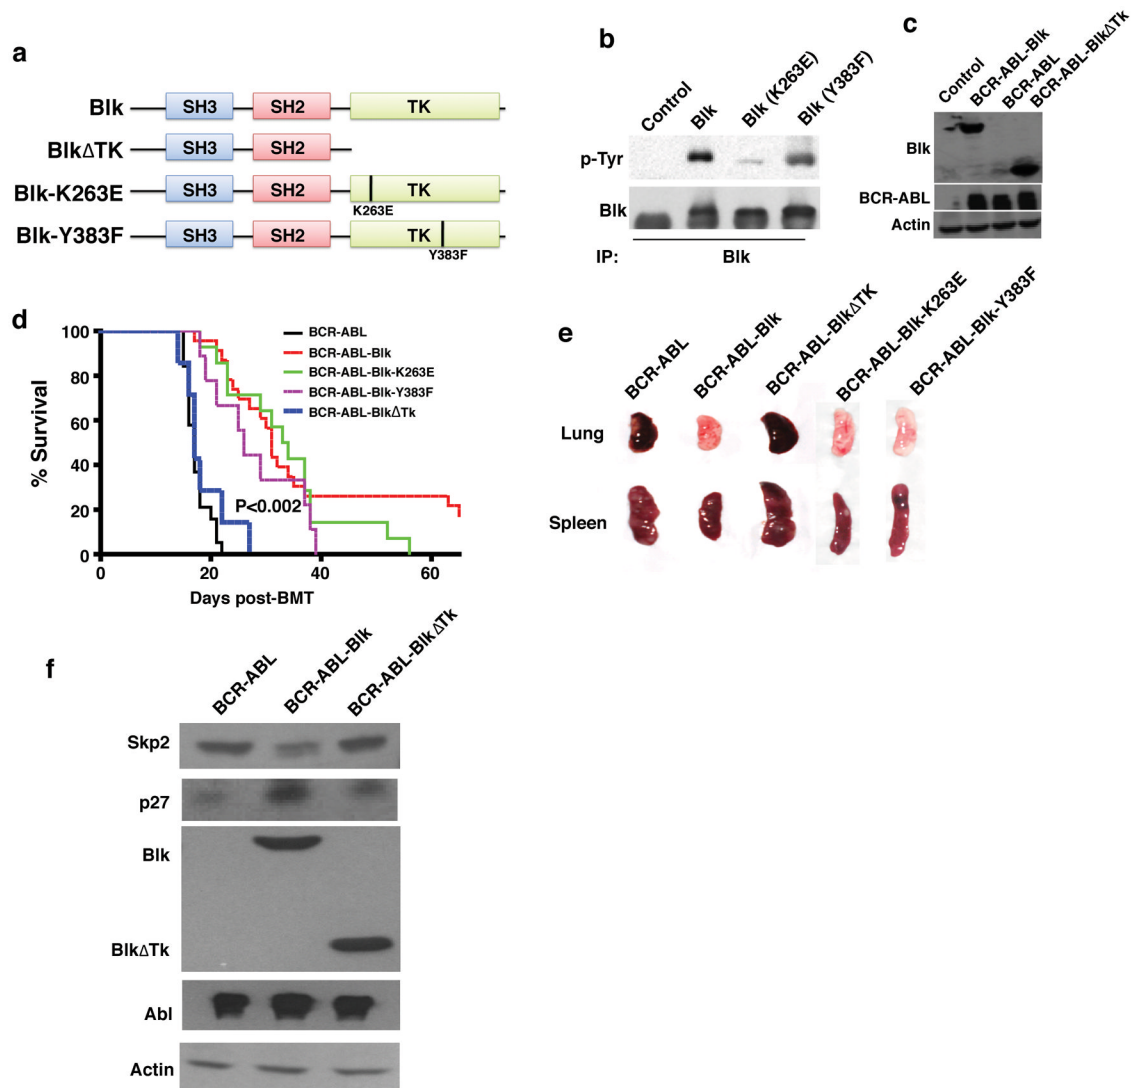 a
Blk SH3 SH2 TK
BlkΔTK SH3 SH2
Blk-K263E SH3 SH2 TK
K263E
Blk-Y383F SH3 SH2 TK
Y383F
b
Control Blk Blk (K263E) Blk (Y383F)
p-Tyr
Blk
IP: Blk
c
Control BCR-ABL-Blk BCR-ABL BCR-ABL-BlkΔTk
Blk
BCR-ABL
Actin
d
% Survival
100
80
60
40
20
0
BCR-ABL
BCR-ABL-Blk
BCR-ABL-Blk-K263E
BCR-ABL-Blk-Y383F
BCR-ABL-BlkΔTk
P<0.002
0 20 40 60
Days post-BMT
e
BCR-ABL BCR-ABL-Blk BCR-ABL-BlkΔTK BCR-ABL-Blk-K263E BCR-ABL-Blk-Y383F
Lung
Spleen
f
BCR-ABL BCR-ABL-Blk BCR-ABL-BlkΔTk
Skp2
p27
Blk
BlkΔTk
Abl
Actin